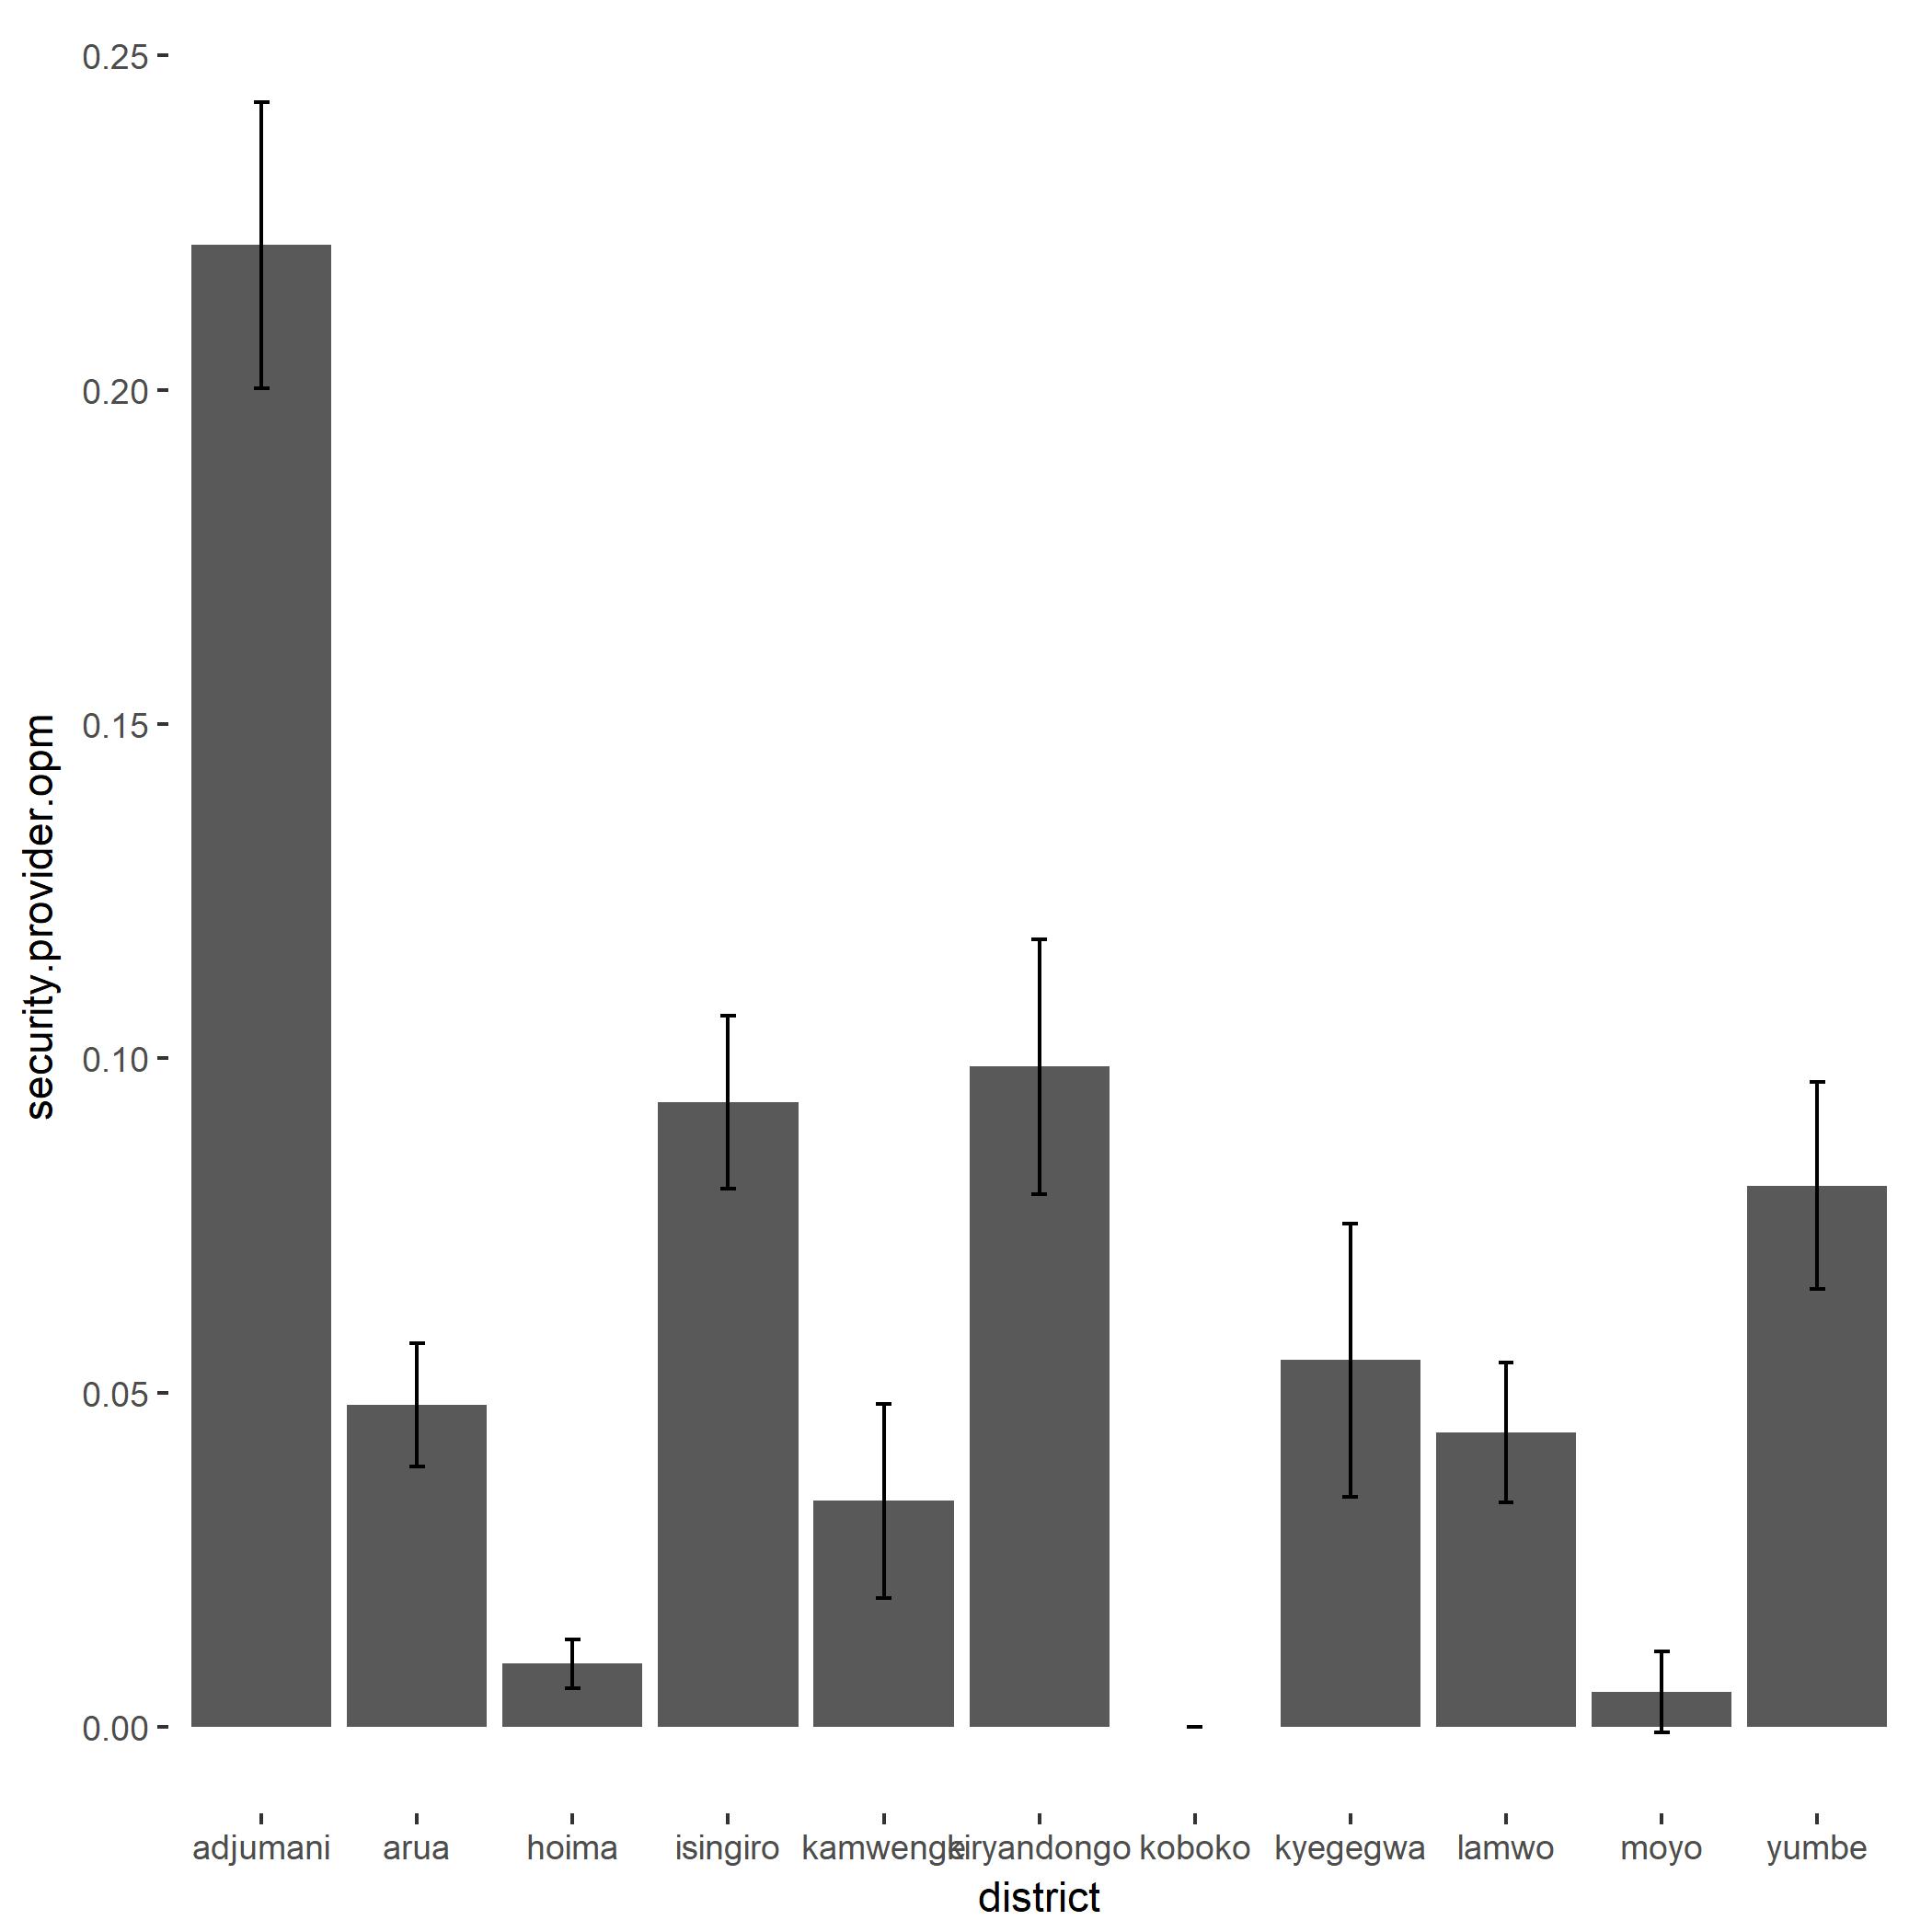 0.25
0.20
0.15
0.10
0.05
0.00
security.provider.opm
adjumani arua hoima isingiro kamwenge kiryandongo koboko kyegegwa lamwo moyo yumbe
district